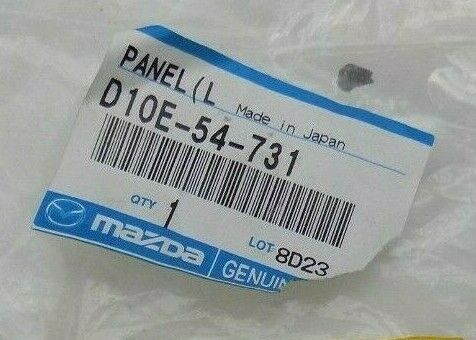 PANEL(L Made in Japan
D10E-54-731
QTY 1 LOT 8D23
mazda GENUIN